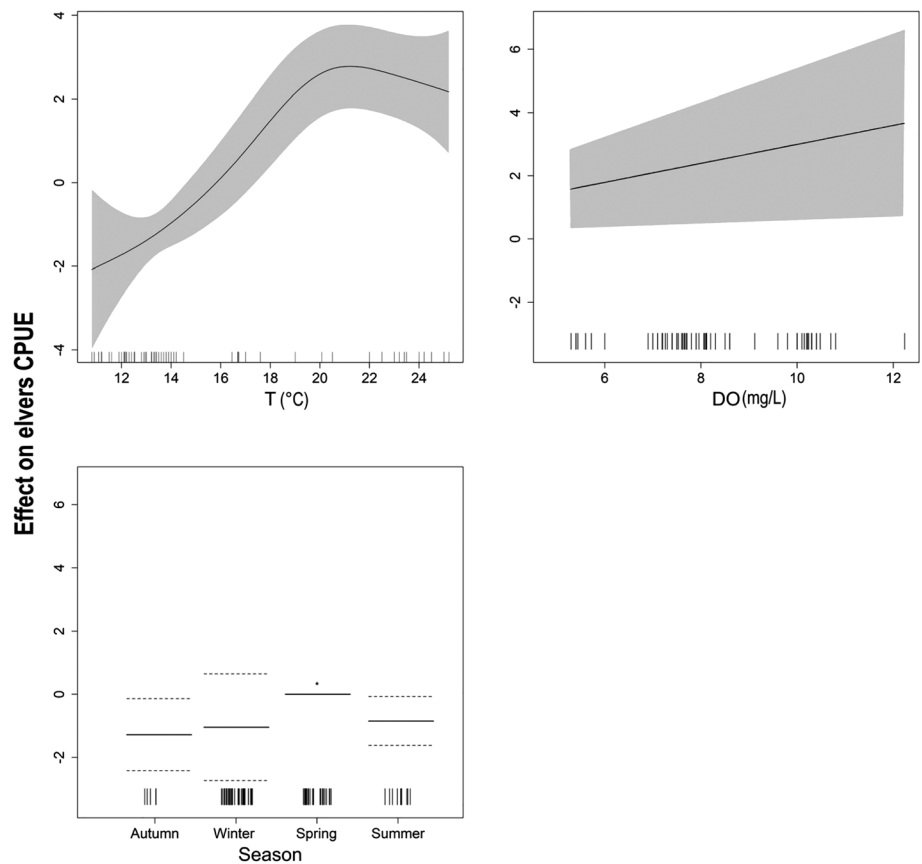 Effect on elvers CPUE
4
2
0
-2
-4
12 14 16 18 20 22 24
T (°C)
6
4
2
0
-2
6 8 10 12
DO (mg/L)
6
4
2
0
-2
Autumn Winter Spring Summer
Season